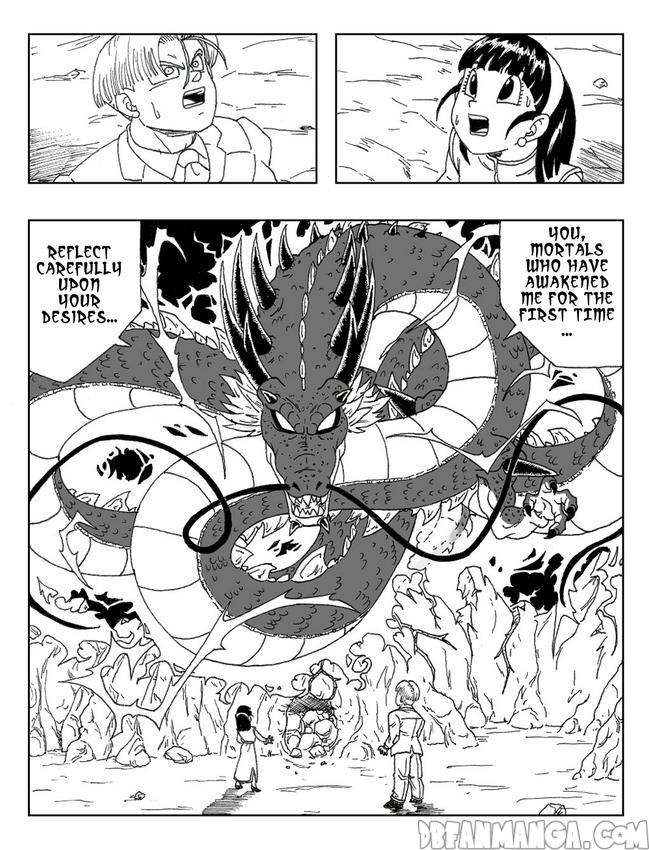 YOU,
MORTALS
WHO HAVE
AWAKENED
ME FOR THE
FIRST TIME
...
REFLECT
CAREFULLY
UPON
YOUR
DESIRES...
DBFANMANGA.COM